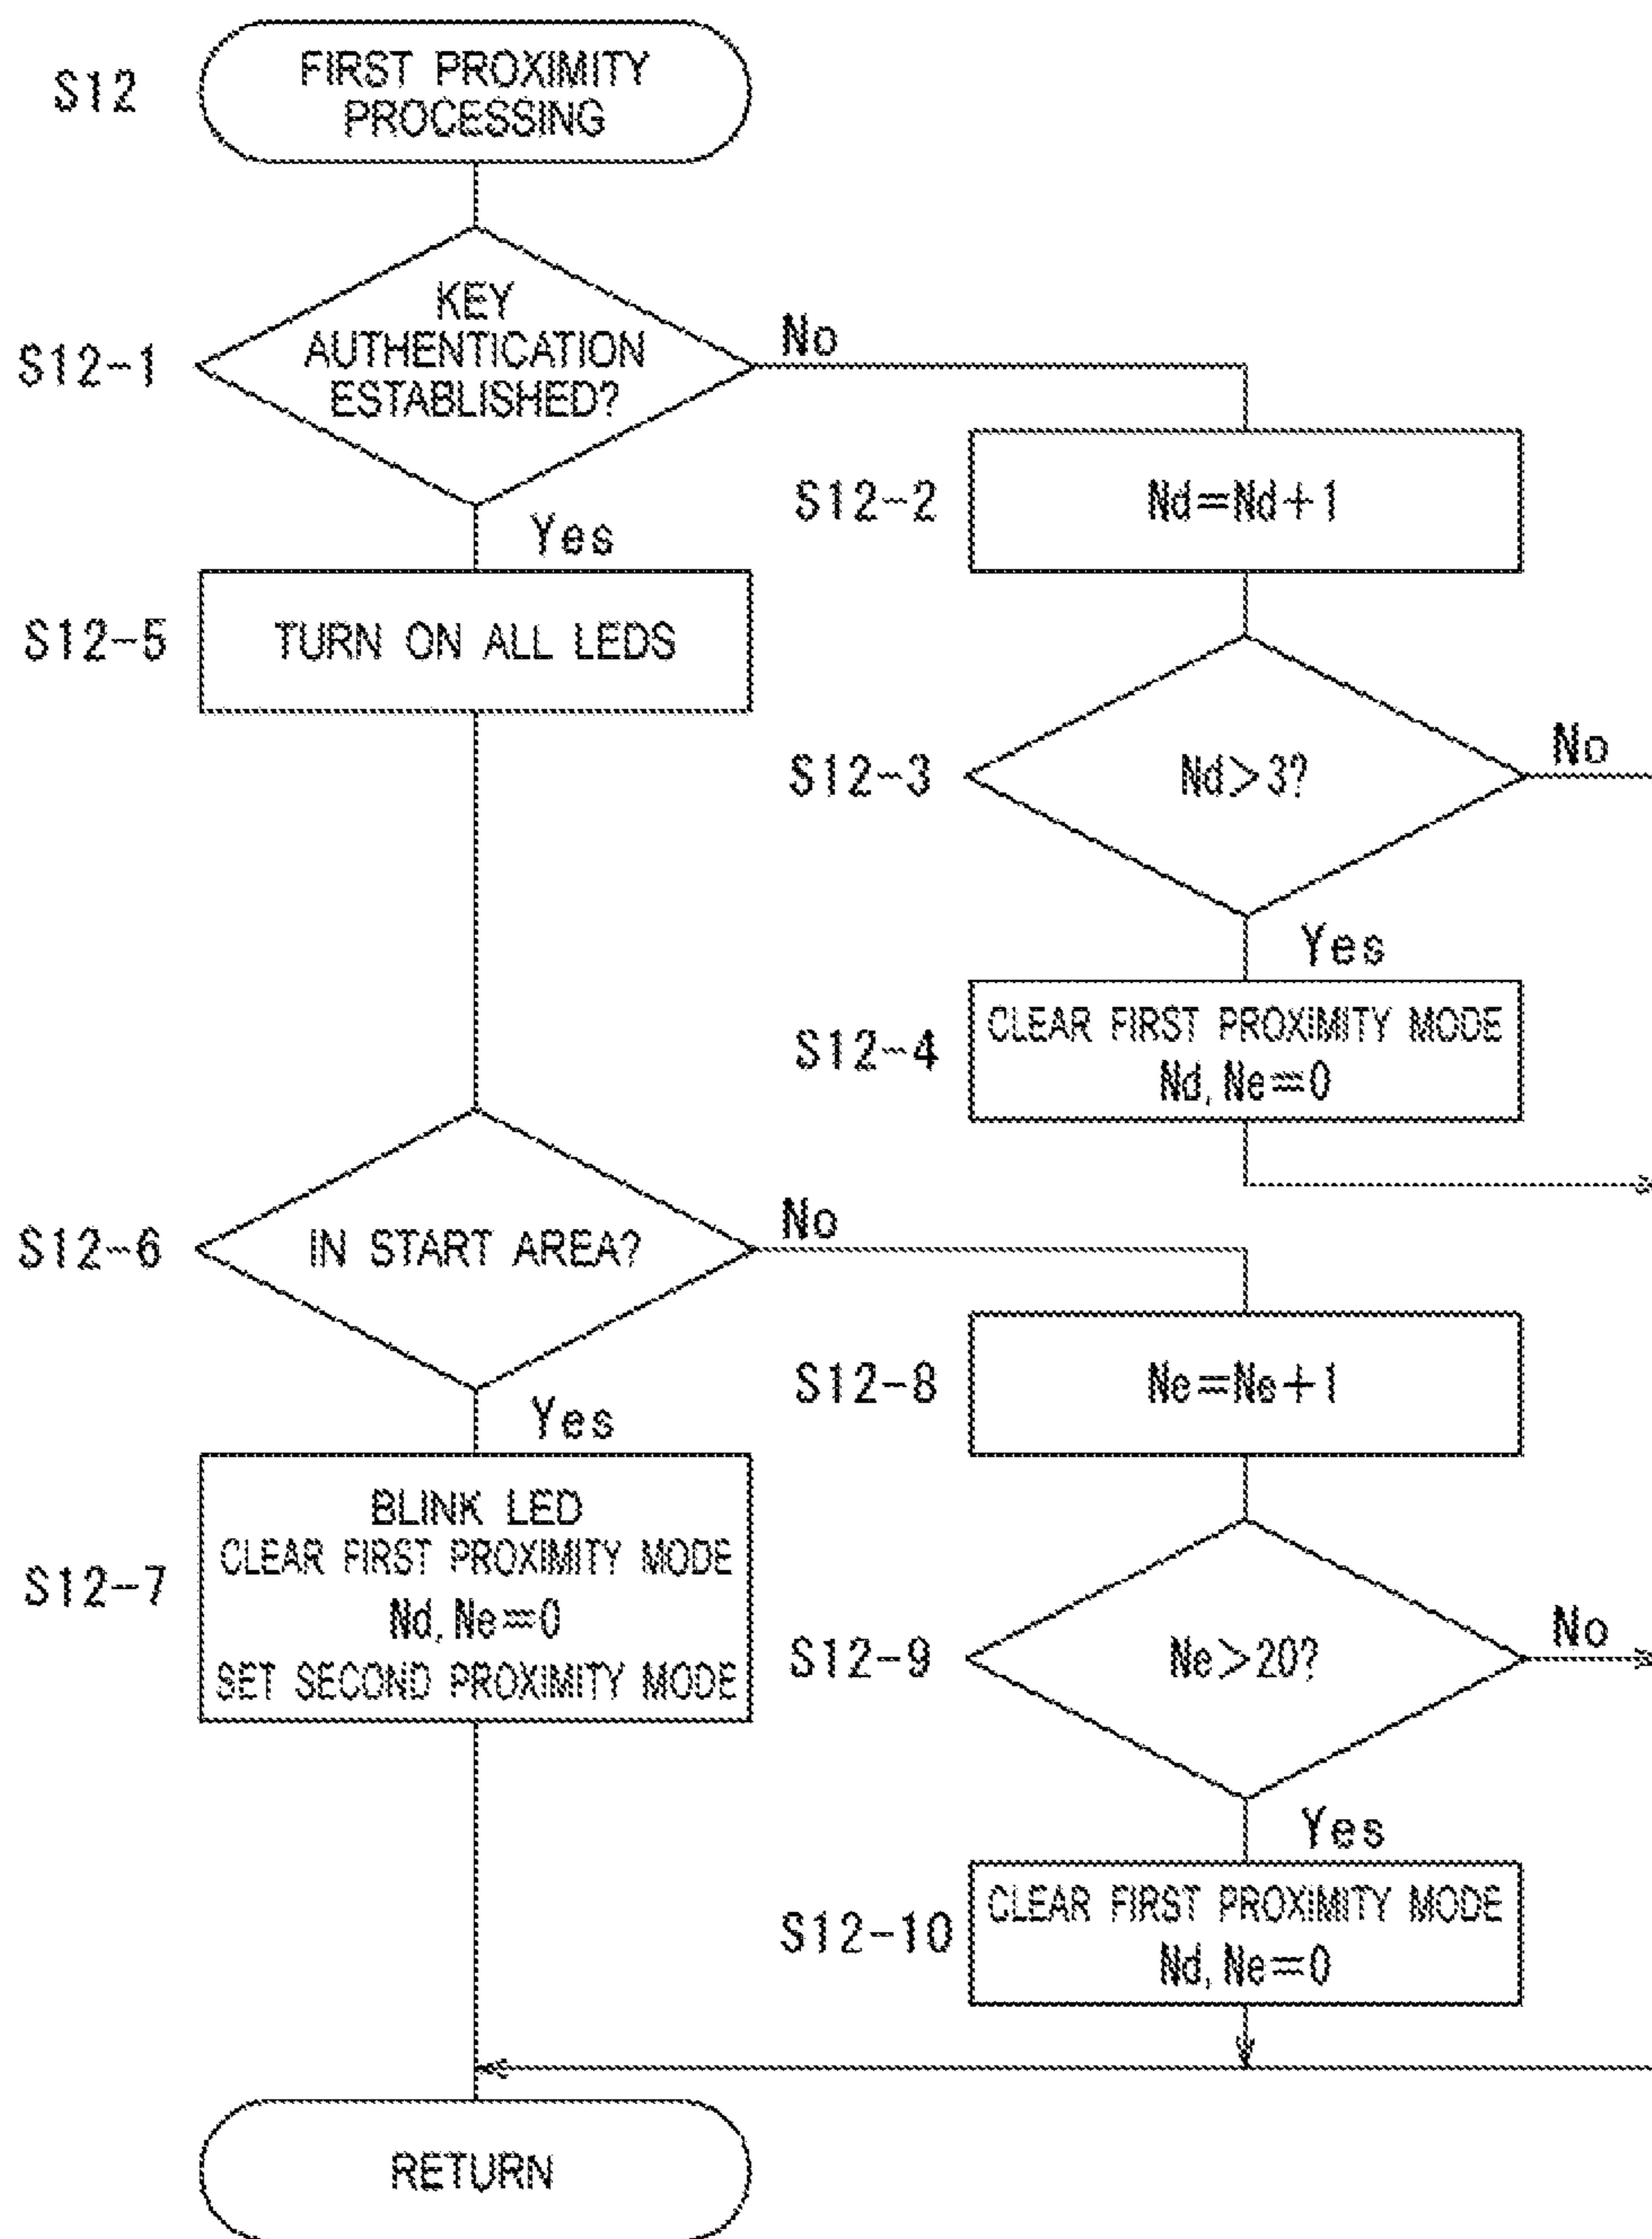 S12
FIRST PROXIMITY
PROCESSING
S12-1
KEY
AUTHENTICATION
ESTABLISHED?
No
Yes
S12-2
Nd=Nd+1
S12-5
TURN ON ALL LEDS
S12-3
Nd>3?
No
Yes
S12-4
CLEAR FIRST PROXIMITY MODE
Nd, Ne=0
S12-6
IN START AREA?
No
Yes
S12-8
Ne=Ne+1
S12-7
BLINK LED
CLEAR FIRST PROXIMITY MODE
Nd, Ne=0
SET SECOND PROXIMITY MODE
S12-9
Ne>20?
No
Yes
S12-10
CLEAR FIRST PROXIMITY MODE
Nd, Ne=0
RETURN